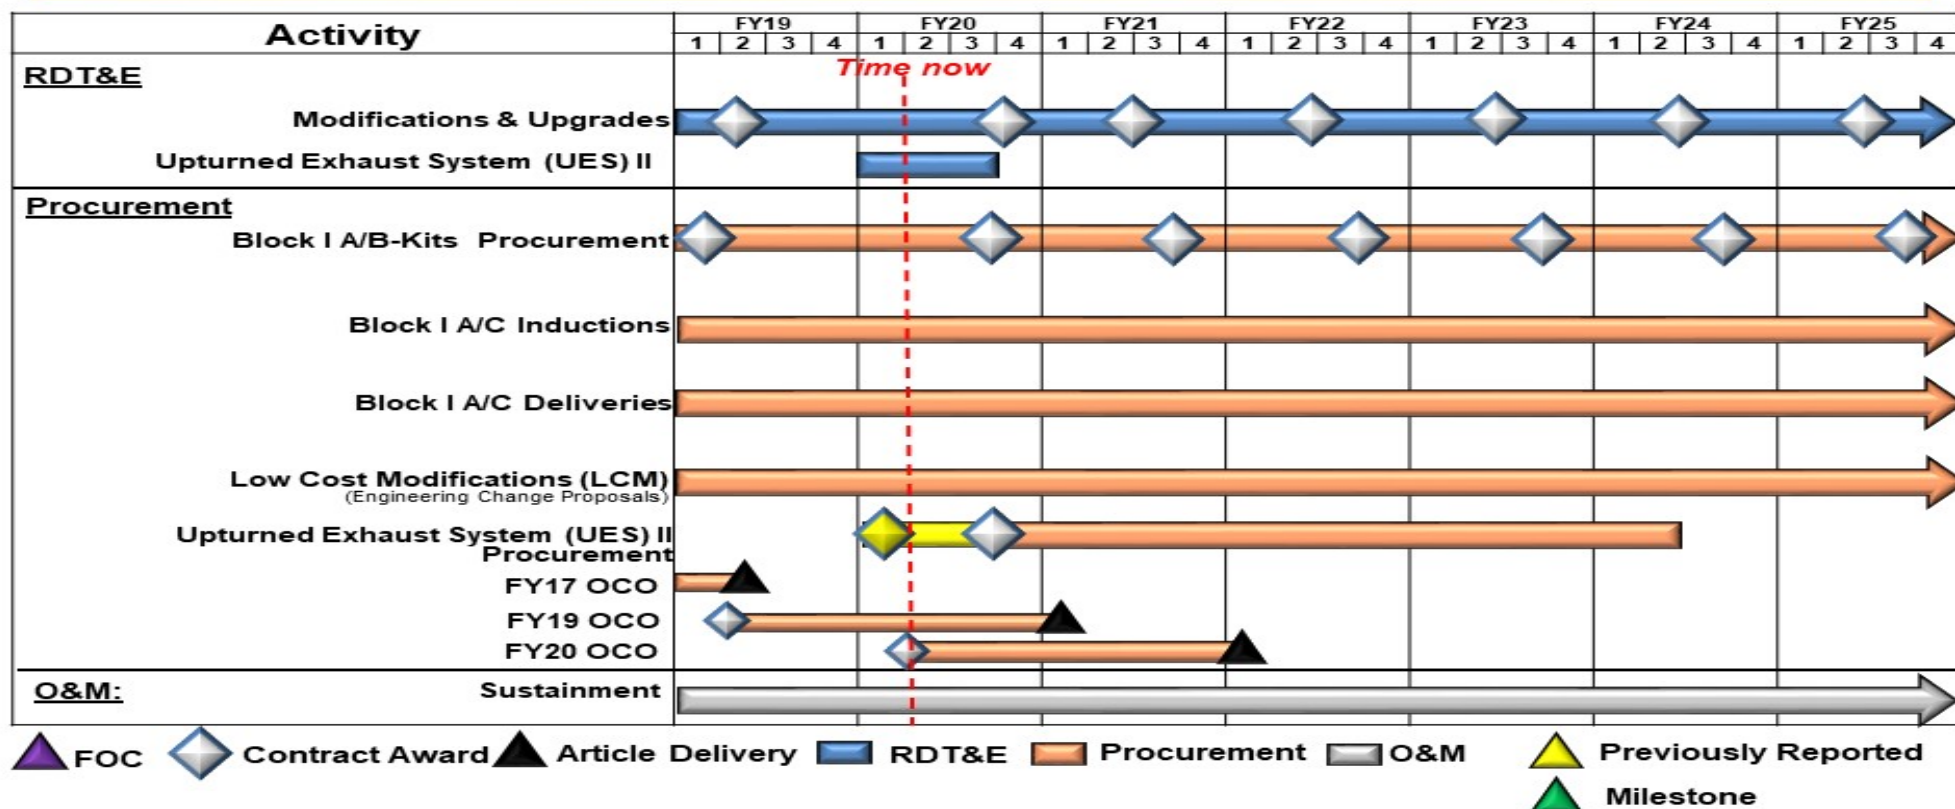 Activity
FY19 FY20 FY21 FY22 FY23 FY24 FY25
1 2 3 4 1 2 3 4 1 2 3 4 1 2 3 4 1 2 3 4 1 2 3 4 1 2 3 4
Time now
RDT&E
Modifications & Upgrades
Upturned Exhaust System (UES) II
Procurement
Block I A/B-Kits Procurement
Block I A/C Inductions
Block I A/C Deliveries
Low Cost Modifications (LCM)
(Engineering Change Proposals)
Upturned Exhaust System (UES) II
Procurement
FY17 OCO
FY19 OCO
FY20 OCO
O&M: Sustainment
FOC Contract Award Article Delivery RDT&E Procurement O&M Previously Reported
Milestone